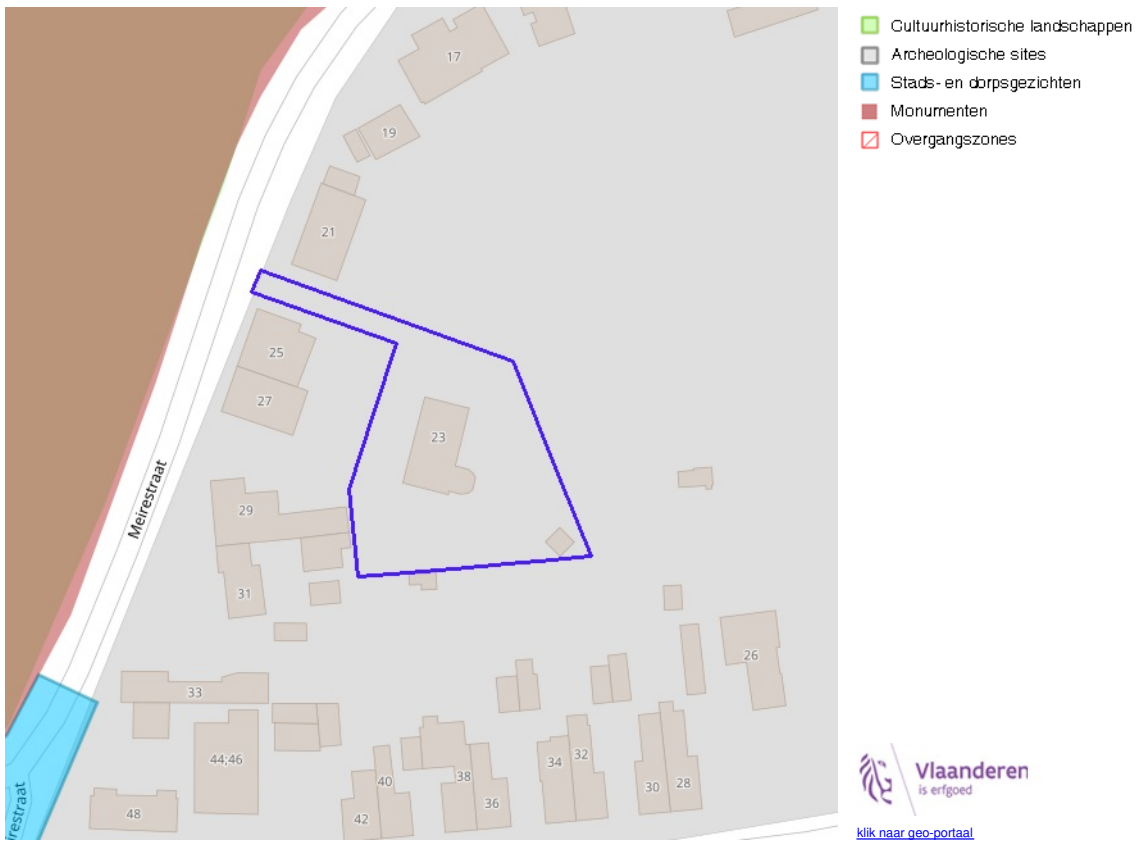 17
19
21
25
27
23
29
31
33
44;46
48
42
40
38
36
34
32
30
28
26
Meirestraat
irestraat
Cultuurhistorische landschappen
Archeologische sites
Stads- en dorpsgezichten
Monumenten
Overgangszones
Vlaanderen
is erfgoed
klik naar geo-portaal